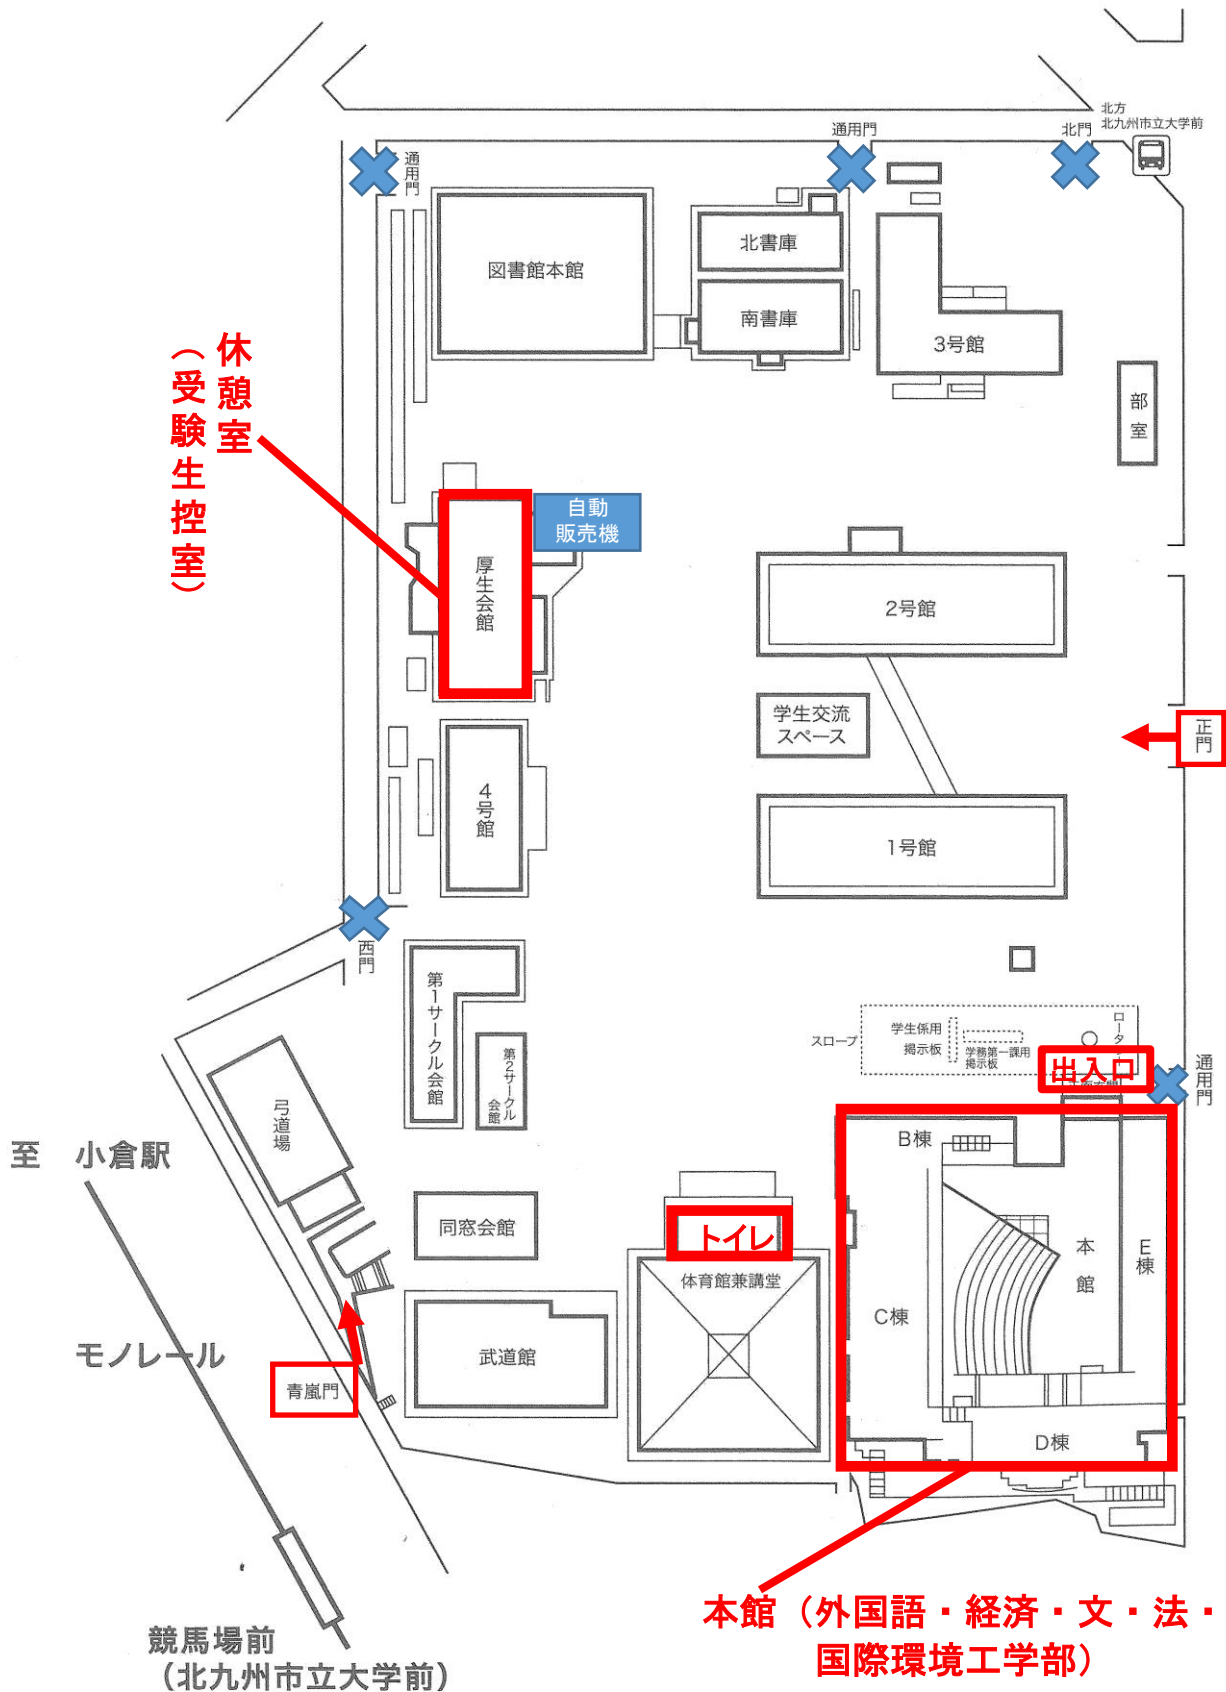 北方
北九州市立大学前
通用門
北門
通用門
図書館本館
北書庫
南書庫
3号館
部室
休憩室
（受験生控室）
自動
販売機
厚生会館
2号館
学生交流
スペース
正門
4号館
1号館
西門
第1サークル会館
第2サークル
会館
スロープ
学生係用
掲示板
学務第一課用
掲示板
出入口
通用門
弓道場
至　小倉駅
B棟
同窓会館
トイレ
体育館兼講堂
本館
E棟
C棟
武道館
モノレール
青嵐門
D棟
本館（外国語・経済・文・法・
国際環境工学部）
競馬場前
（北九州市立大学前）